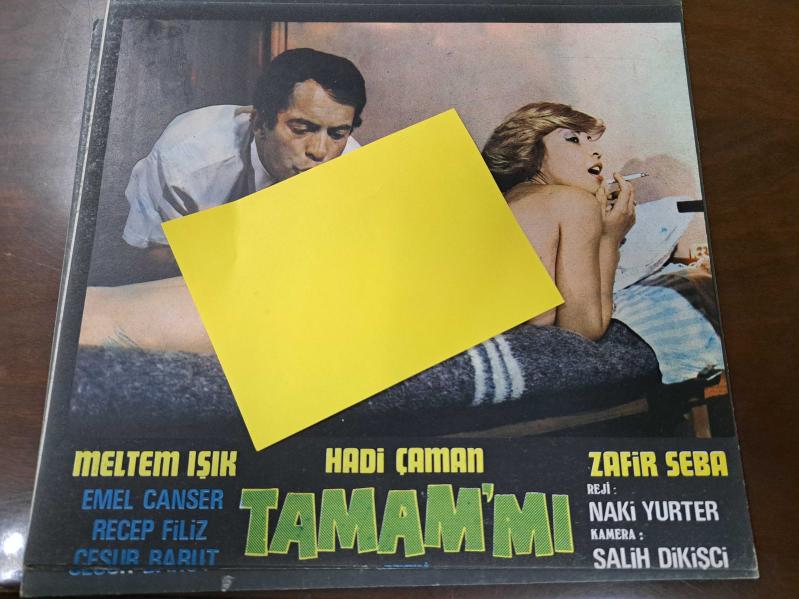 MELTEM IŞIK
HADİ ÇAMAN
ZAFİR SEBA
EMEL CANSER
RECEP FİLİZ
CESUR BARUT
TAMAM'MI
REJİ :
NAKİ YURTER
KAMERA :
SALİH DİKİŞÇİ